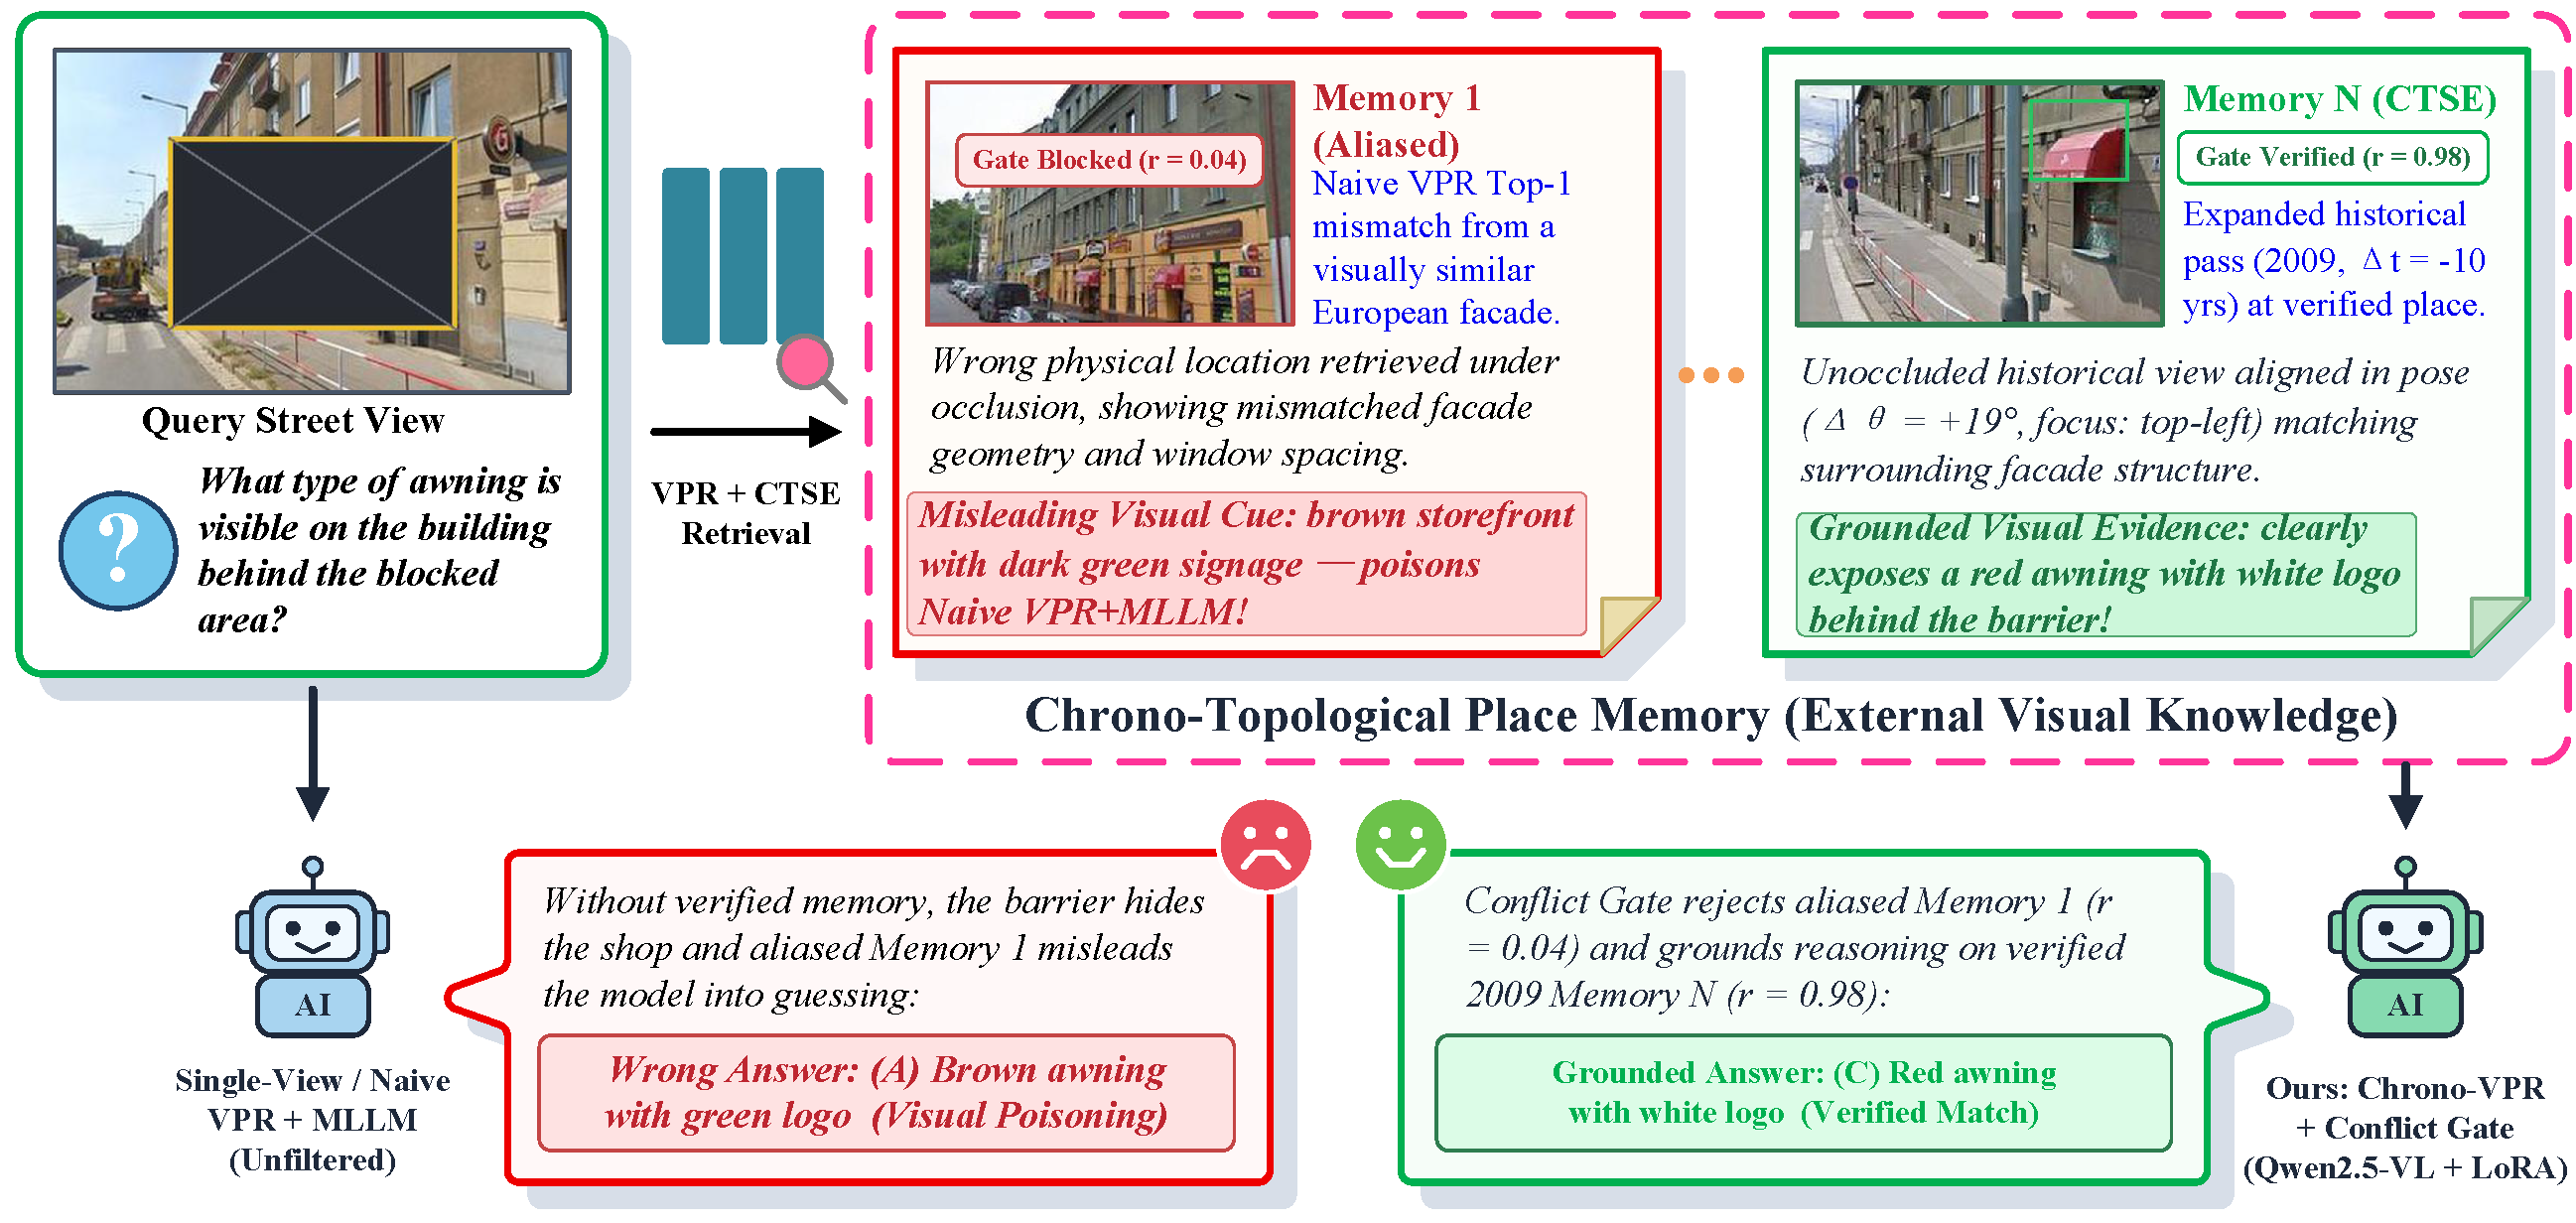 Query Street View
What type of awning is
visible on the building
behind the blocked
area?
?
VPR + CTSE
Retrieval
Gate Blocked (r = 0.04)
Memory 1
(Aliased)
Naive VPR Top-1
mismatch from a
visually similar
European facade.
Wrong physical location retrieved under
occlusion, showing mismatched facade
geometry and window spacing.
Misleading Visual Cue: brown storefront
with dark green signage — poisons
Naive VPR+MLLM!
Memory N (CTSE)
Gate Verified (r = 0.98)
Expanded historical
pass (2009, Δt = -10
yrs) at verified place.
Unoccluded historical view aligned in pose
(Δθ = +19°, focus: top-left) matching
surrounding facade structure.
Grounded Visual Evidence: clearly
exposes a red awning with white logo
behind the barrier!
Chrono-Topological Place Memory (External Visual Knowledge)
AI
Single-View / Naive
VPR + MLLM
(Unfiltered)
Without verified memory, the barrier hides
the shop and aliased Memory 1 misleads
the model into guessing:
Wrong Answer: (A) Brown awning
with green logo (Visual Poisoning)
Conflict Gate rejects aliased Memory 1 (r
= 0.04) and grounds reasoning on verified
2009 Memory N (r = 0.98):
Grounded Answer: (C) Red awning
with white logo (Verified Match)
AI
Ours: Chrono-VPR
+ Conflict Gate
(Qwen2.5-VL + LoRA)